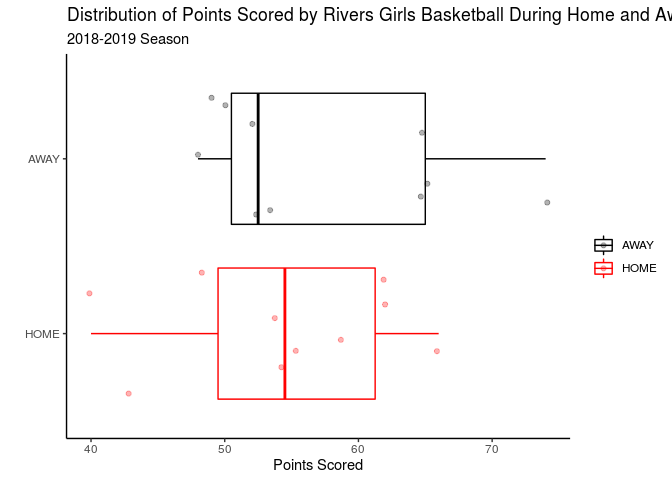 Distribution of Points Scored by Rivers Girls Basketball During Home and
2018-2019 Season
AWAY
HOME
AWAY
HOME
40 50 60 70
Points Scored